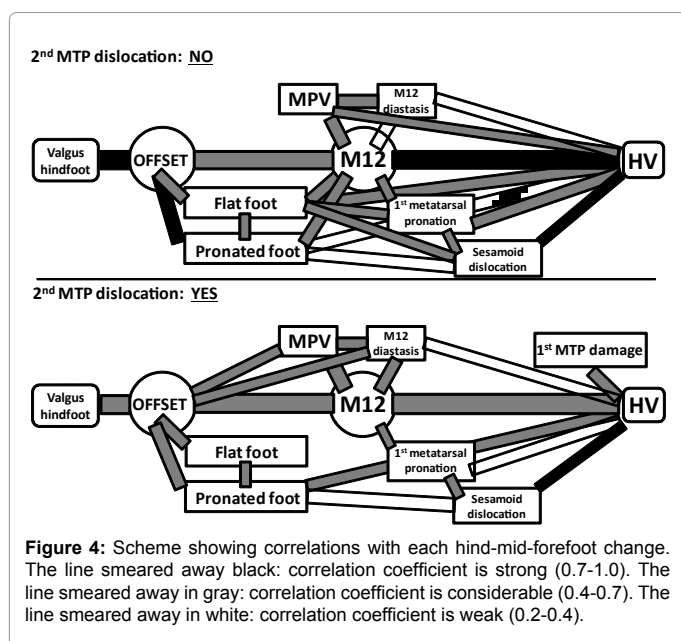 2nd MTP dislocation: NO
MPV
M12
diastasis
Valgus
hindfoot
OFFSET
M12
HV
Flat foot
1st metatarsal
pronation
Pronated foot
Sesamoid
dislocation
2nd MTP dislocation: YES
MPV
M12
diastasis
1st MTP damage
Valgus
hindfoot
OFFSET
M12
HV
Flat foot
1st metatarsal
pronation
Pronated foot
Sesamoid
dislocation
Figure 4: Scheme showing correlations with each hind-mid-forefoot change.
The line smeared away black: correlation coefficient is strong (0.7-1.0). The
line smeared away in gray: correlation coefficient is considerable (0.4-0.7). The
line smeared away in white: correlation coefficient is weak (0.2-0.4).